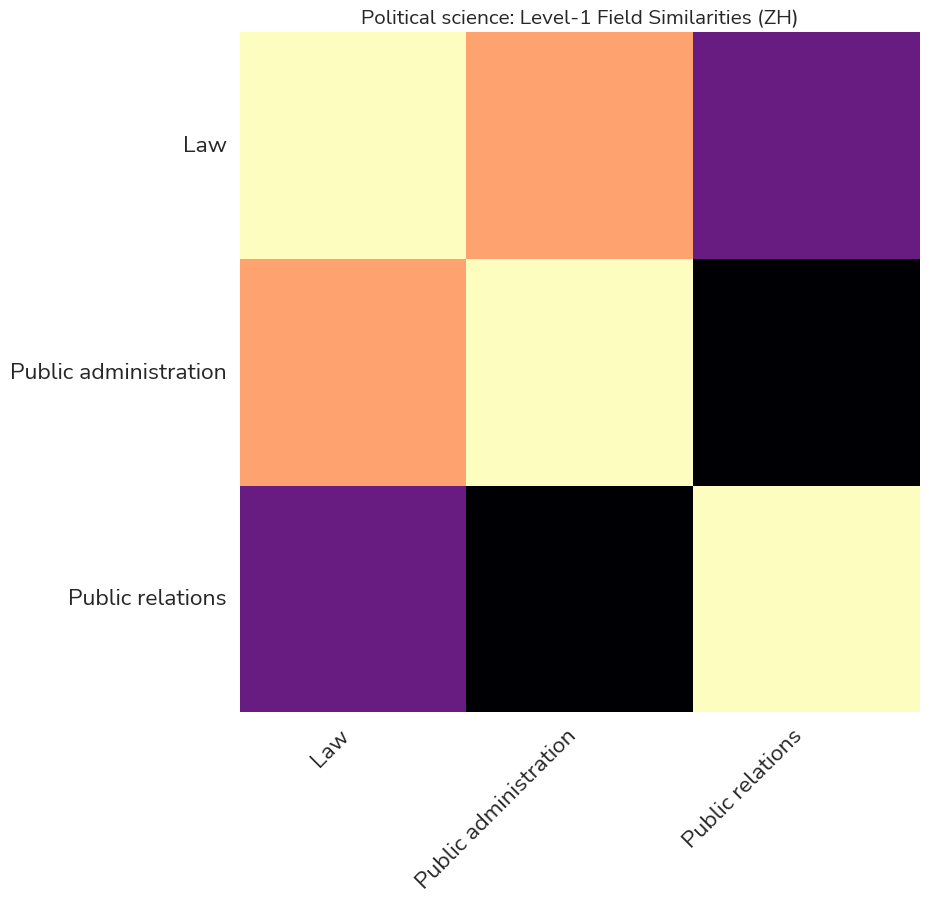 Political science: Level-1 Field Similarities (ZH)
Law
Public administration
Public relations
Law
Public administration
Public relations